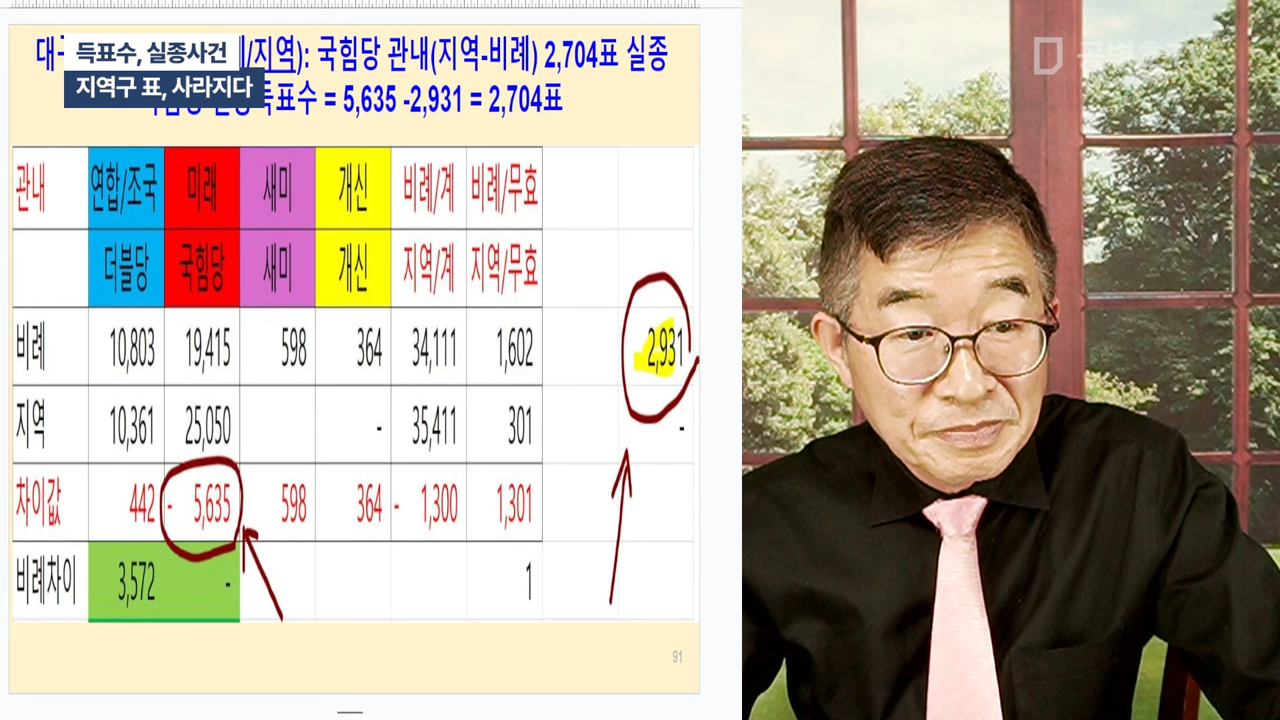 득표수, 실종사건
지역구 표, 사라지다
대구 /지역): 국힘당 관내(지역-비례) 2,704표 실종
득표수 = 5,635 -2,931 = 2,704표
관내 연합/조국 미래 새미 개신 비례/계 비례/무효
더블당 국힘당 새미 개신 지역/계 지역/무효
비례 10,803 19,415 598 364 34,111 1,602 2,931
지역 10,361 25,050 - 35,411 301 -
차이값 442 - 5,635 598 364 - 1,300 1,301
비례차이 3,572 - 1
91